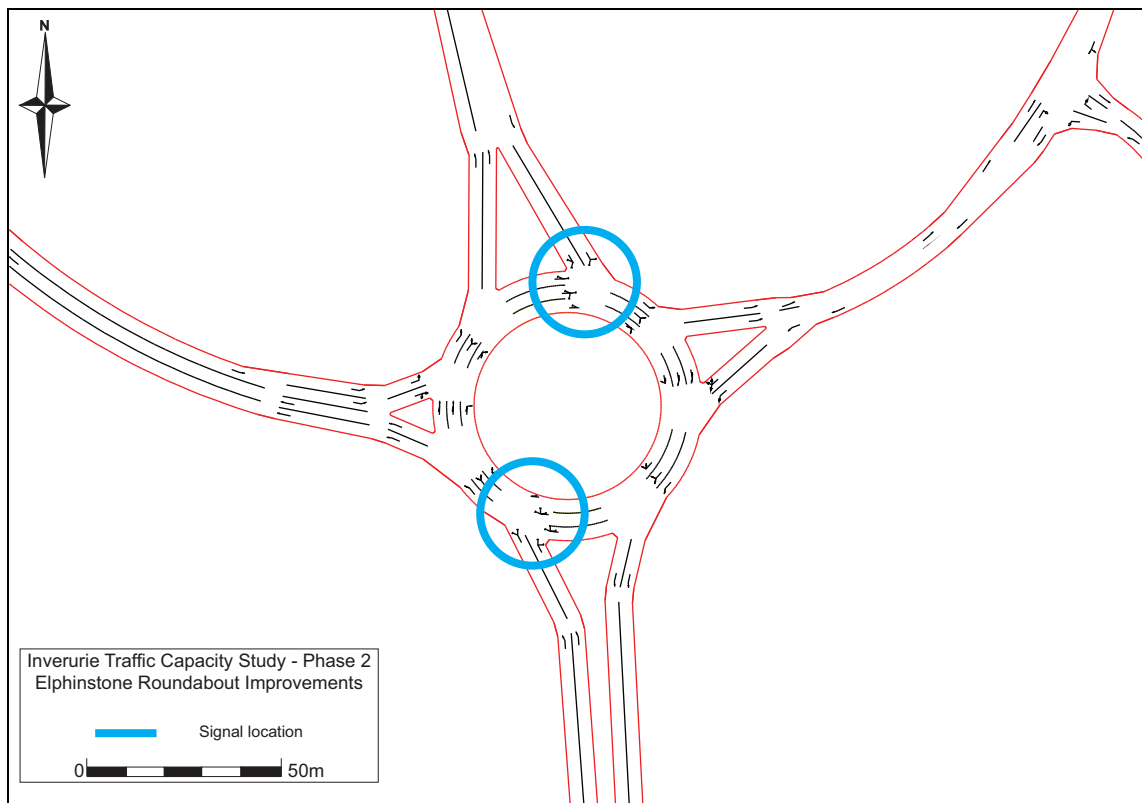 N
Inverurie Traffic Capacity Study - Phase 2
Elphinstone Roundabout Improvements
Signal location
0 50m